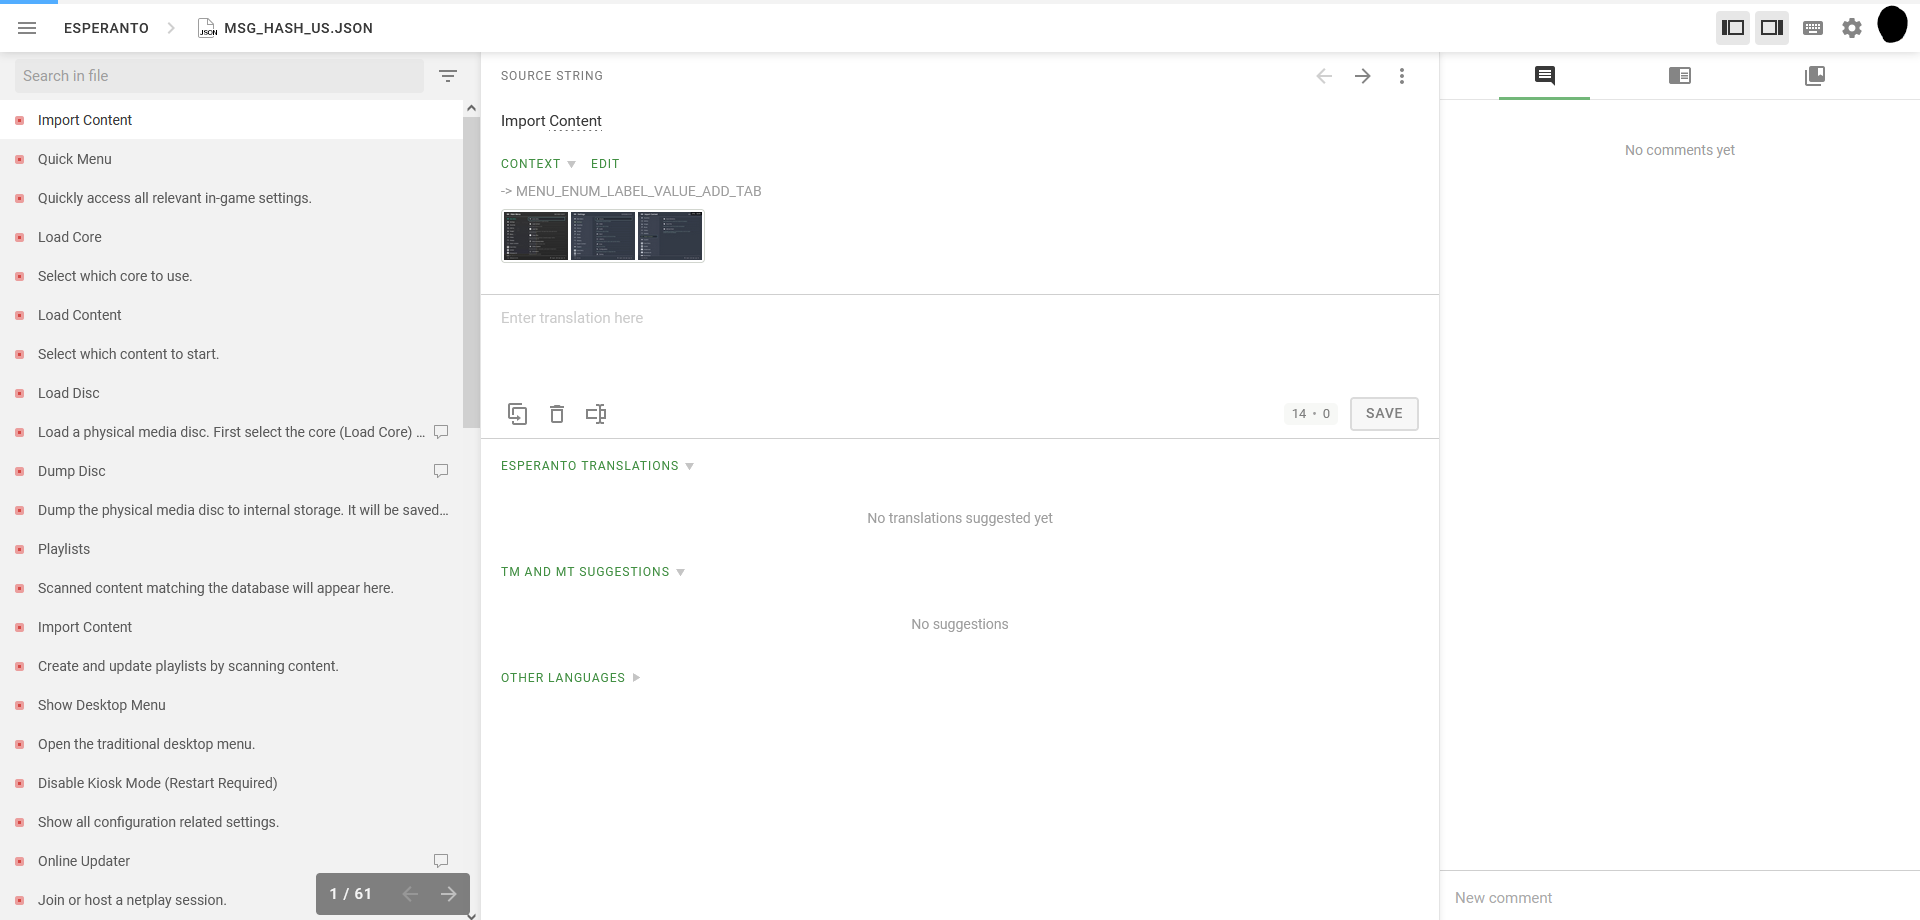 ESPERANTO
JSON
MSG_HASH_US.JSON
Search in file
Import Content
Quick Menu
Quickly access all relevant in-game settings.
Load Core
Select which core to use.
Load Content
Select which content to start.
Load Disc
Load a physical media disc. First select the core (Load Core) ...
Dump Disc
Dump the physical media disc to internal storage. It will be saved...
Playlists
Scanned content matching the database will appear here.
Import Content
Create and update playlists by scanning content.
Show Desktop Menu
Open the traditional desktop menu.
Disable Kiosk Mode (Restart Required)
Show all configuration related settings.
Online Updater
Join or host a netplay session.
1 / 61
SOURCE STRING
Import Content
CONTEXT
EDIT
-> MENU_ENUM_LABEL_VALUE_ADD_TAB
Enter translation here
14 • 0
SAVE
ESPERANTO TRANSLATIONS
No translations suggested yet
TM AND MT SUGGESTIONS
No suggestions
OTHER LANGUAGES
No comments yet
New comment